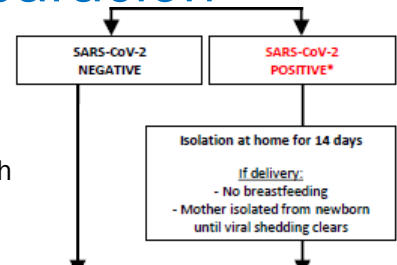 SARS-CoV-2
NEGATIVE
SARS-CoV-2
POSITIVE*
Isolation at home for 14 days
If delivery:
- No breastfeeding
- Mother isolated from newborn
until viral shedding clears